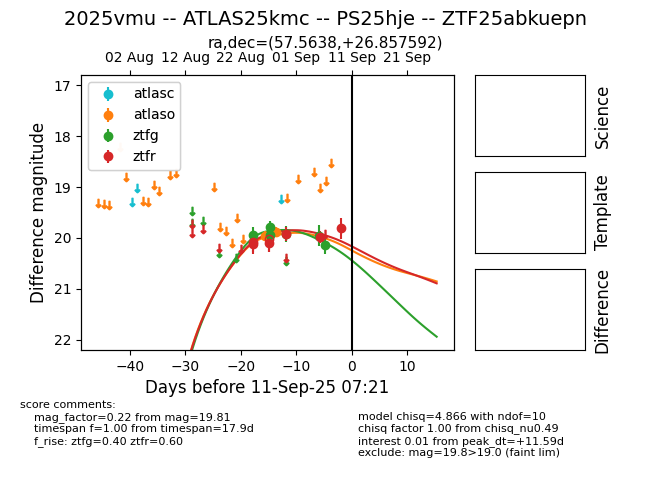 2025vmu -- ATLAS25kmc -- PS25hje -- ZTF25abkuepn
ra,dec=(57.5638,+26.857592)
02 Aug 12 Aug 22 Aug 01 Sep 11 Sep 21 Sep
atlasc
atlaso
ztfg
ztfr
17
18
19
20
21
22
Difference magnitude
−40 −30 −20 −10 0 10
Days before 11-Sep-25 07:21
Science
Template
Difference
score comments:
mag_factor=0.22 from mag=19.81
timespan f=1.00 from timespan=17.9d
f_rise: ztfg=0.40 ztfr=0.60
model chisq=4.866 with ndof=10
chisq factor 1.00 from chisq_nu0.49
interest 0.01 from peak_dt=+11.59d
exclude: mag=19.8>19.0 (faint lim)